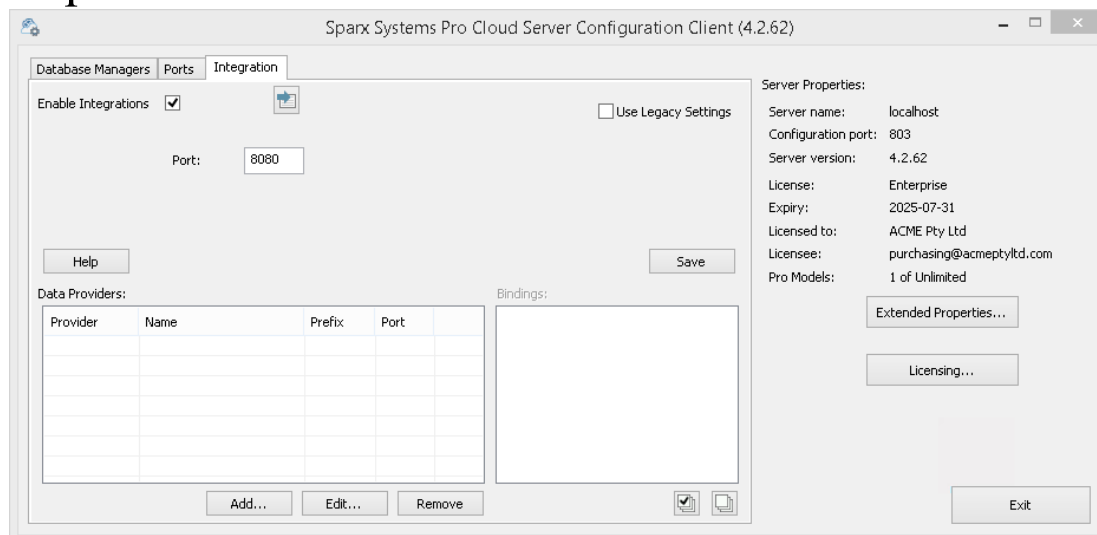 Sparx Systems Pro Cloud Server Configuration Client (4.2.62)
Database Managers Ports Integration
Enable Integrations
Use Legacy Settings
Port: 8080
Help
Save
Data Providers:
Provider Name Prefix Port
Bindings:
Add... Edit... Remove
Server Properties:
Server name: localhost
Configuration port: 803
Server version: 4.2.62
License: Enterprise
Expiry: 2025-07-31
Licensed to: ACME Pty Ltd
Licensee: purchasing@acmeptyltd.com
Pro Models: 1 of Unlimited
Extended Properties...
Licensing...
Exit